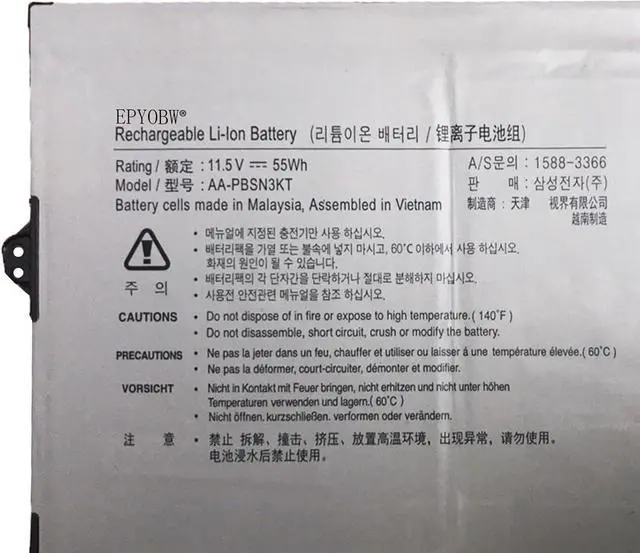 EPYOBW®
Rechargeable Li-Ion Battery (리튬이온 배터리 / 锂离子电池组)
Rating / 额定 : 11.5V ⎓ 55Wh A/S문의 : 1588-3366
Model / 型号 : AA-PBSN3KT 판 매 : 삼성전자(주)
Battery cells made in Malaysia, Assembled in Vietnam 制造商 : 天津 视界有限公司
越南制造
• 메뉴얼에 지정된 충전기만 사용 하십시오.
• 배터리팩을 가열 또는 불속에 넣지 마시고, 60℃ 이하에서 사용 하십시오.
화재의 원인이 될 수 있습니다.
• 배터리팩의 각 단자간을 단락하거나 절대로 분해하지 마십시오.
주 의 • 사용전 안전관련 메뉴얼을 참조 하십시오.
CAUTIONS • Do not dispose of in fire or expose to high temperature.( 140°F )
• Do not disassemble, short circuit, crush or modify the battery.
PRECAUTIONS • Ne pas la jeter dans un feu, chauffer et utiliser ou laisser á une température élevée.( 60°C )
• Ne pas la déformer, court-circuiter, démonter et modifier.
VORSICHT • Nicht in Kontakt mit Feuer bringen, nicht erhitzen und nicht unter höhen
Temperaturen verwenden und lagern.( 60°C )
• Nicht öffnen. kurzschließen. verformen oder verändern.
注 意 • 禁止 拆解、撞击、挤压、放置高温环境，出现异常，请勿使用。
电池浸水后禁止使用。